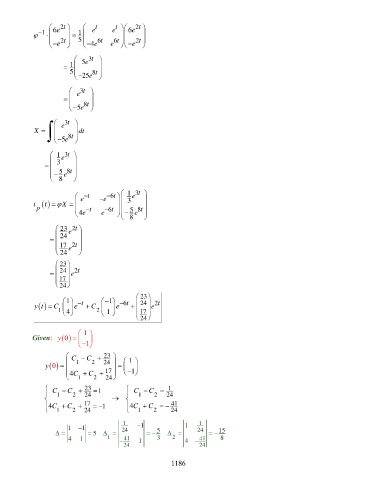 φ⁻¹ · ( 6e^{2t} ; −e^{2t} ) = 1/5 ( e^t  e^t ; −4e^{6t}  e^{6t} ) ( 6e^{2t} ; −e^{2t} )
= 1/5 ( 5e^{3t} ; −25e^{8t} )
= ( e^{3t} ; −5e^{8t} )
X = ∫ ( e^{3t} ; −5e^{8t} ) dt
= ( 1/3 e^{3t} ; −5/8 e^{8t} )
i_p (t) = φX = ( e^{−t}  −e^{−6t} ; 4e^{−t}  e^{−6t} ) ( 1/3 e^{3t} ; −5/8 e^{8t} )
= ( 23/24 e^{2t} ; 17/24 e^{2t} )
= ( 23/24 ; 17/24 ) e^{2t}
y(t) = C₁ ( 1 ; 4 ) e^{−t} + C₂ ( −1 ; 1 ) e^{−6t} + ( 23/24 ; 17/24 ) e^{2t}
Given: y(0) = ( 1 ; −1 )
y(0) = ( C₁ − C₂ + 23/24 ; 4C₁ + C₂ + 17/24 ) = ( 1 ; −1 )
{ C₁ − C₂ + 23/24 = 1 ; 4C₁ + C₂ + 17/24 = −1 → { C₁ − C₂ = 1/24 ; 4C₁ + C₂ = −41/24
Δ = | 1  −1 ; 4  1 | = 5  Δ₁ = | 1/24  −1 ; −41/24  1 | = −5/3  Δ₂ = | 1  1/24 ; 4  −41/24 | = −15/8
1186